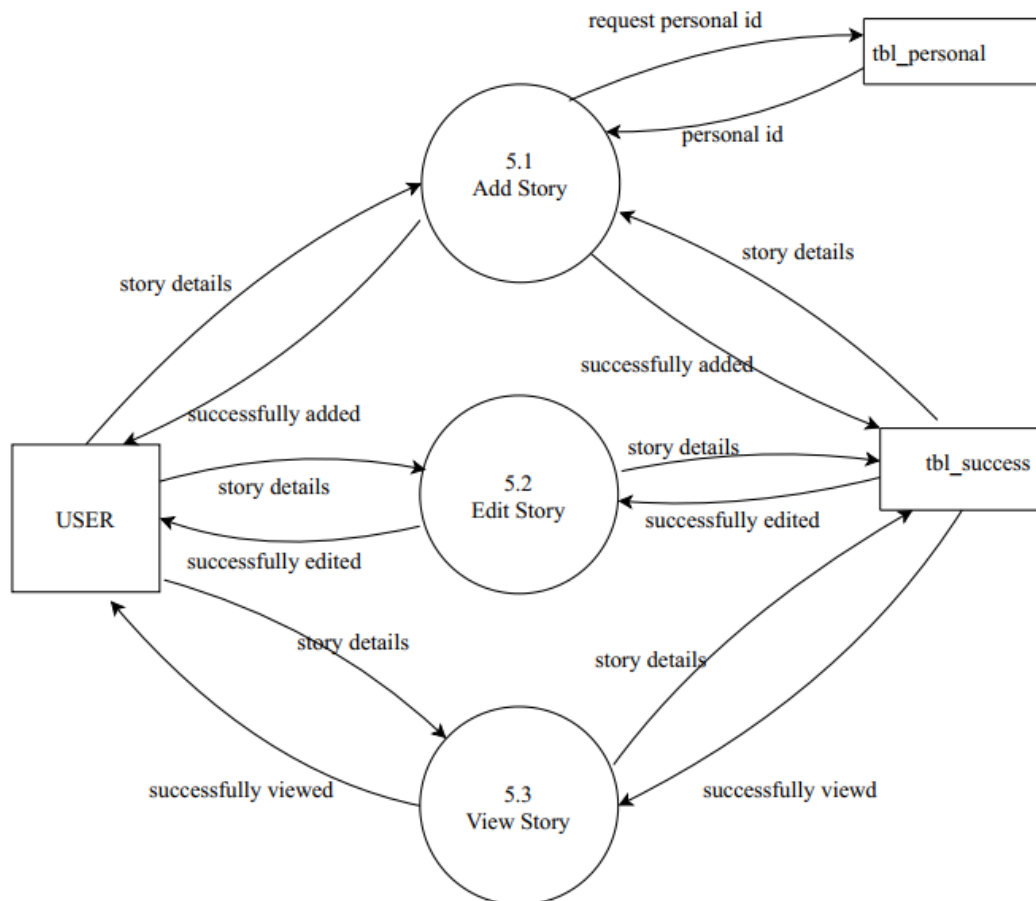 request personal id
tbl_personal
personal id
5.1
Add Story
story details
story details
successfully added
successfully added
5.2
Edit Story
story details
story details
tbl_success
USER
successfully edited
successfully edited
story details
story details
5.3
View Story
successfully viewed
successfully viewd